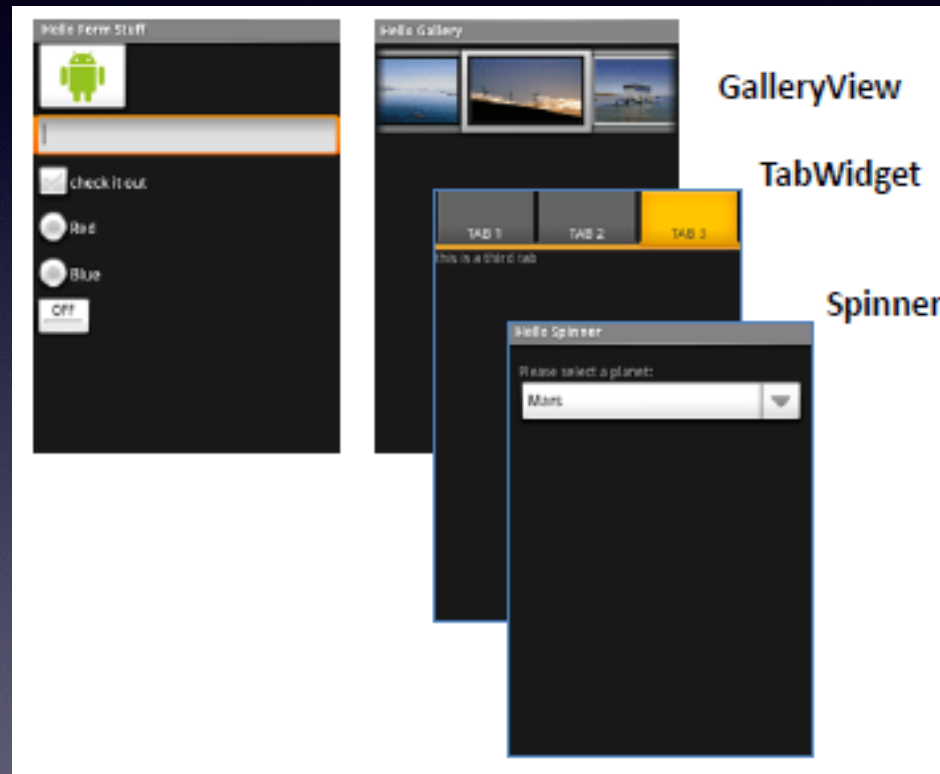 Hello Form Stuff
check it out
Red
Blue
Off
Hello Gallery
GalleryView
TabWidget
TAB 1
TAB 2
TAB 3
this is a third tab
Spinner
Hello Spinner
Please select a planet:
Mars